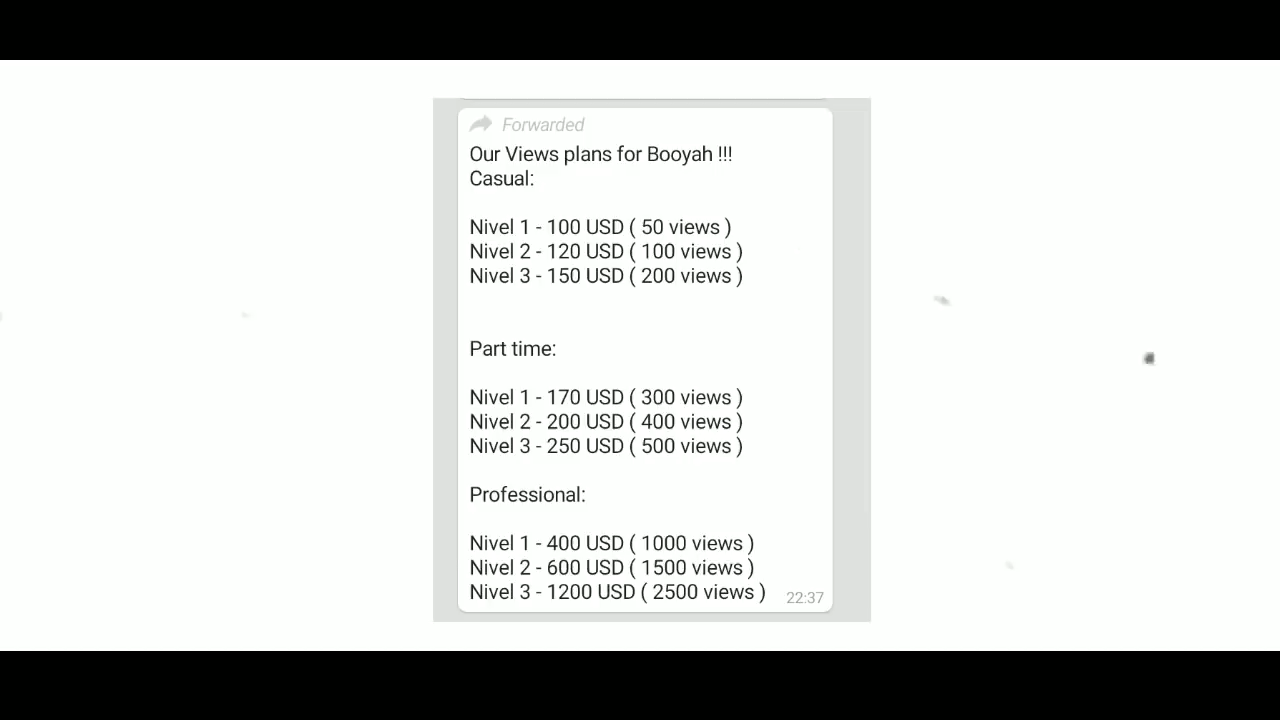 Forwarded
Our Views plans for Booyah !!!
Casual:
Nivel 1 - 100 USD ( 50 views )
Nivel 2 - 120 USD ( 100 views )
Nivel 3 - 150 USD ( 200 views )
Part time:
Nivel 1 - 170 USD ( 300 views )
Nivel 2 - 200 USD ( 400 views )
Nivel 3 - 250 USD ( 500 views )
Professional:
Nivel 1 - 400 USD ( 1000 views )
Nivel 2 - 600 USD ( 1500 views )
Nivel 3 - 1200 USD ( 2500 views )
22:37